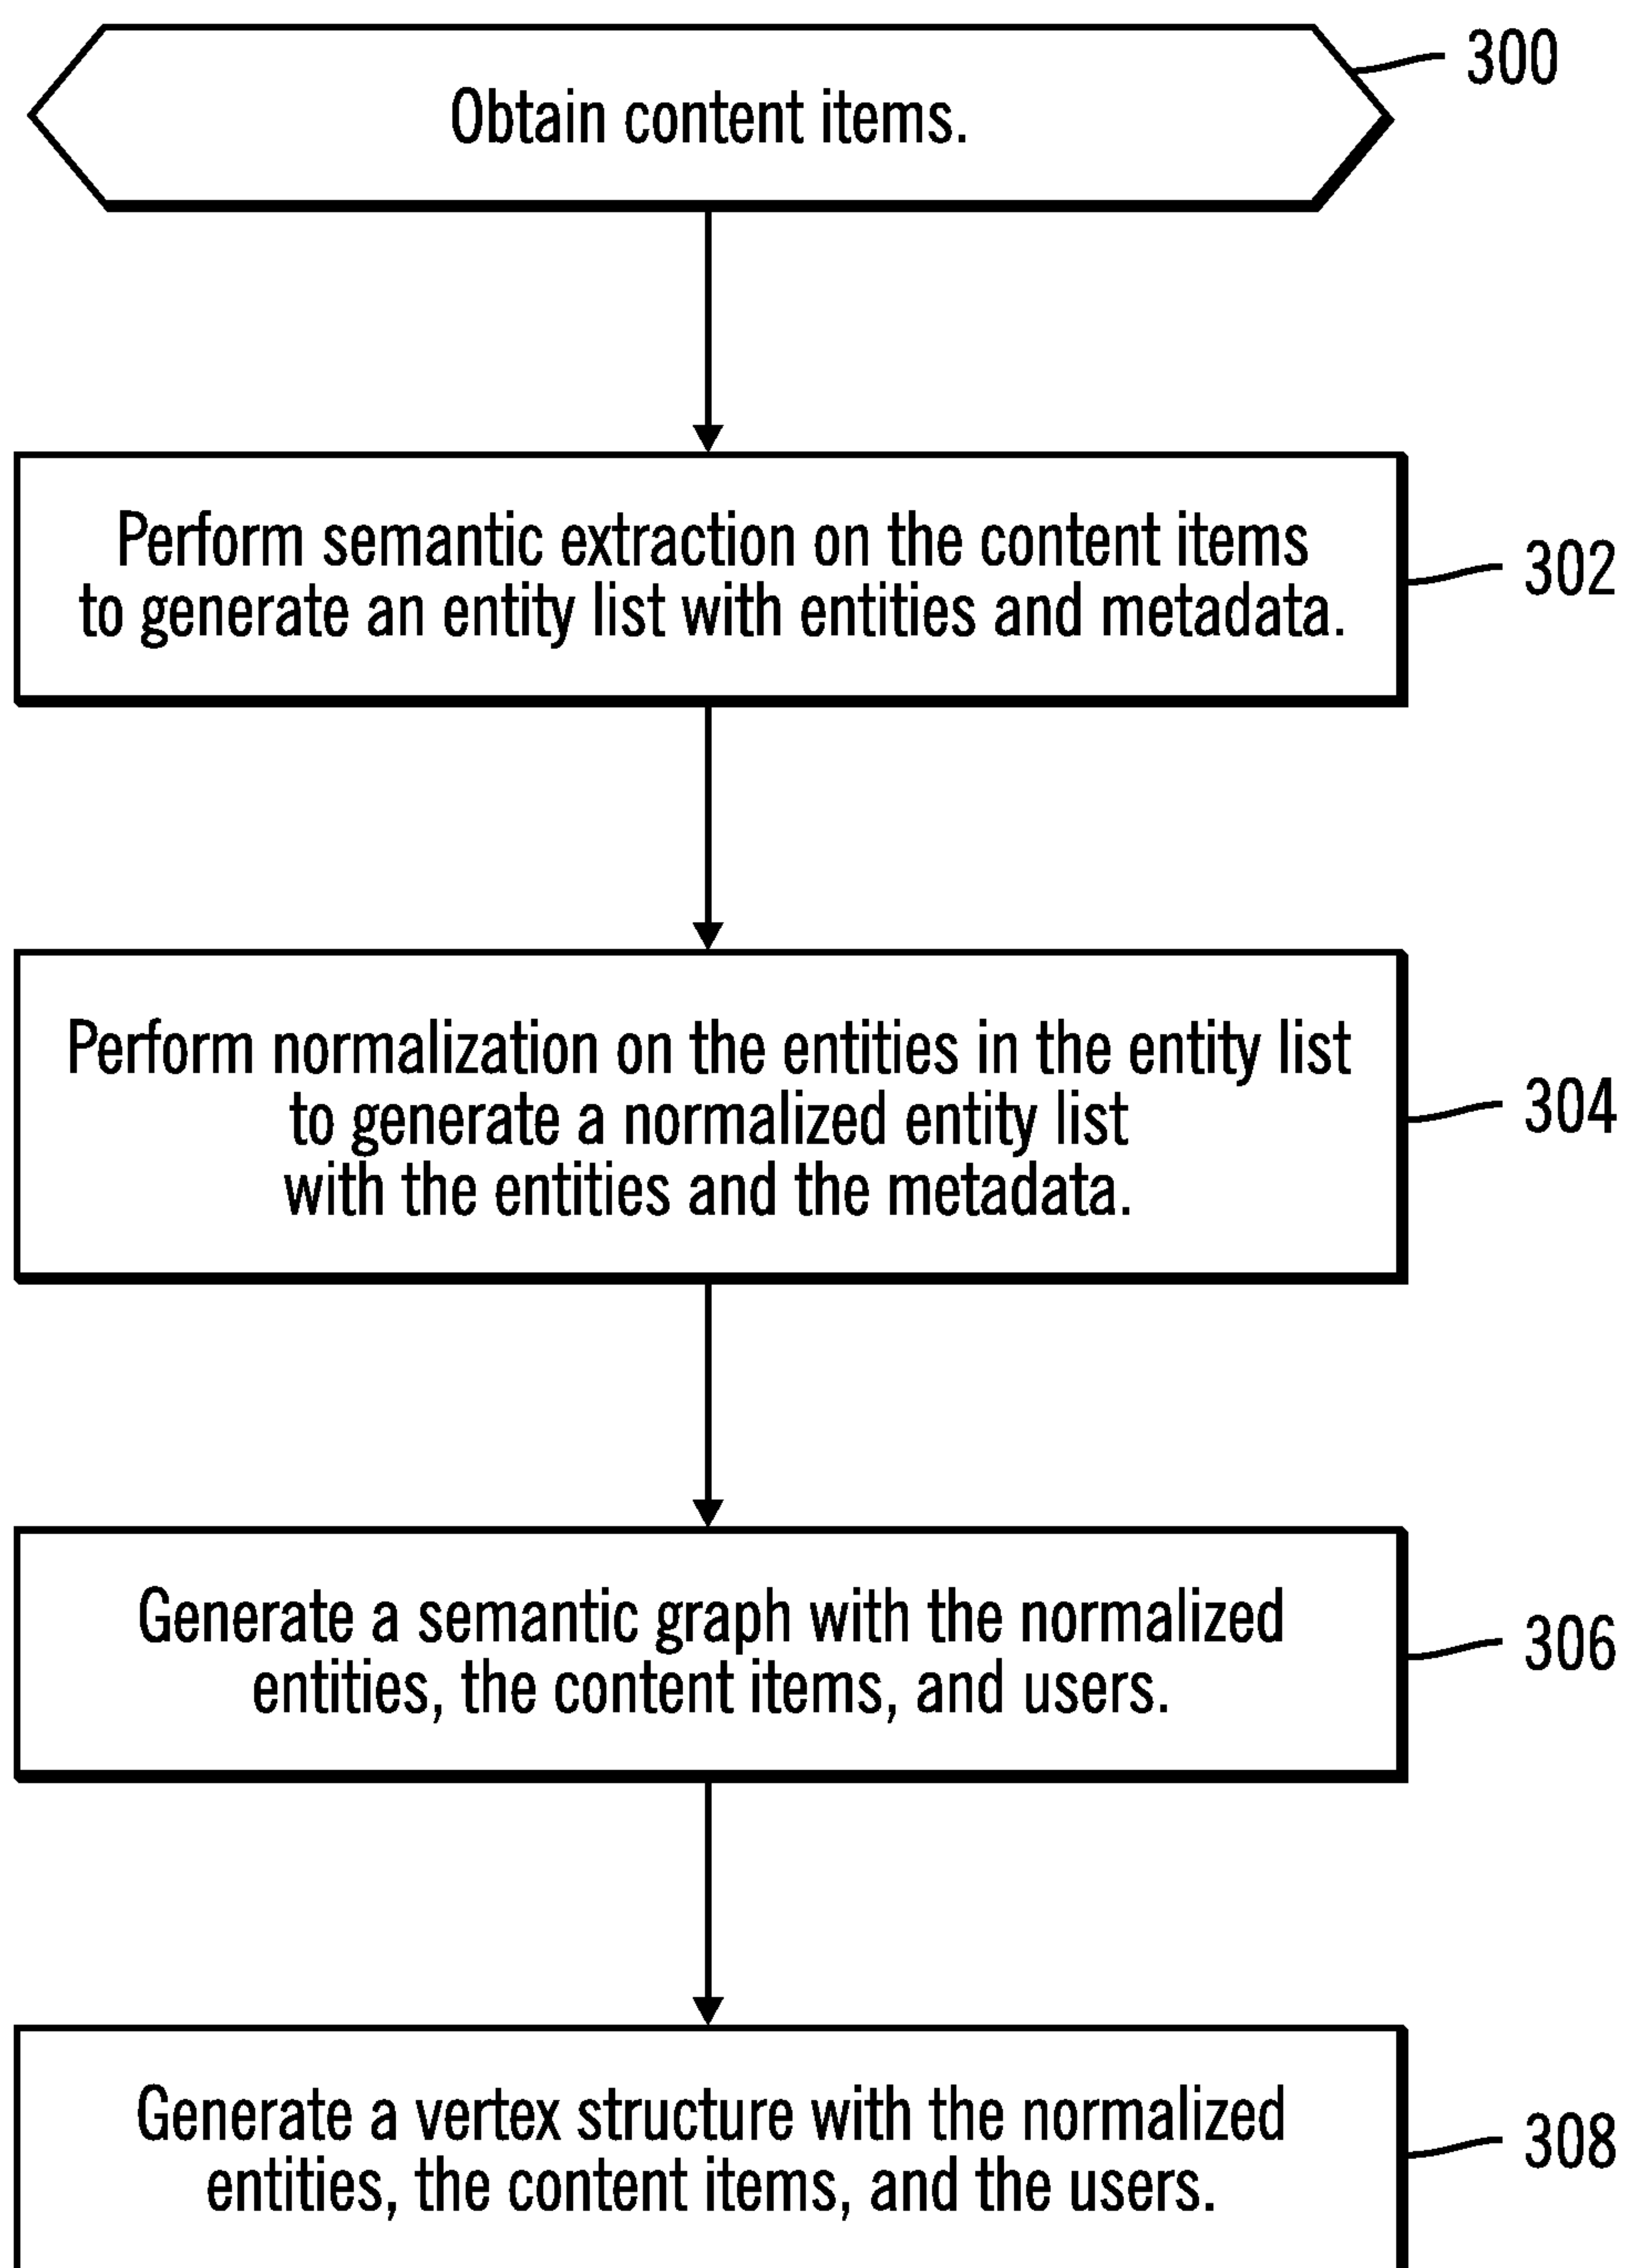 Obtain content items.
300
Perform semantic extraction on the content items
to generate an entity list with entities and metadata.
302
Perform normalization on the entities in the entity list
to generate a normalized entity list
with the entities and the metadata.
304
Generate a semantic graph with the normalized
entities, the content items, and users.
306
Generate a vertex structure with the normalized
entities, the content items, and the users.
308